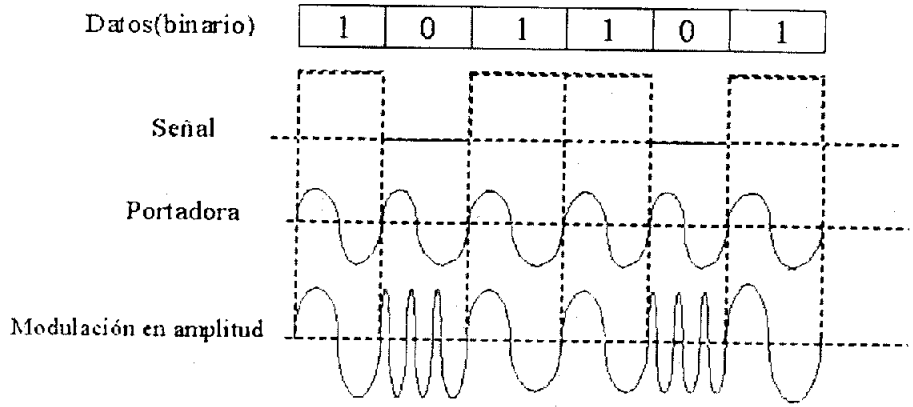 Datos(binario) 1 0 1 1 0 1
Señal
Portadora
Modulación en amplitud